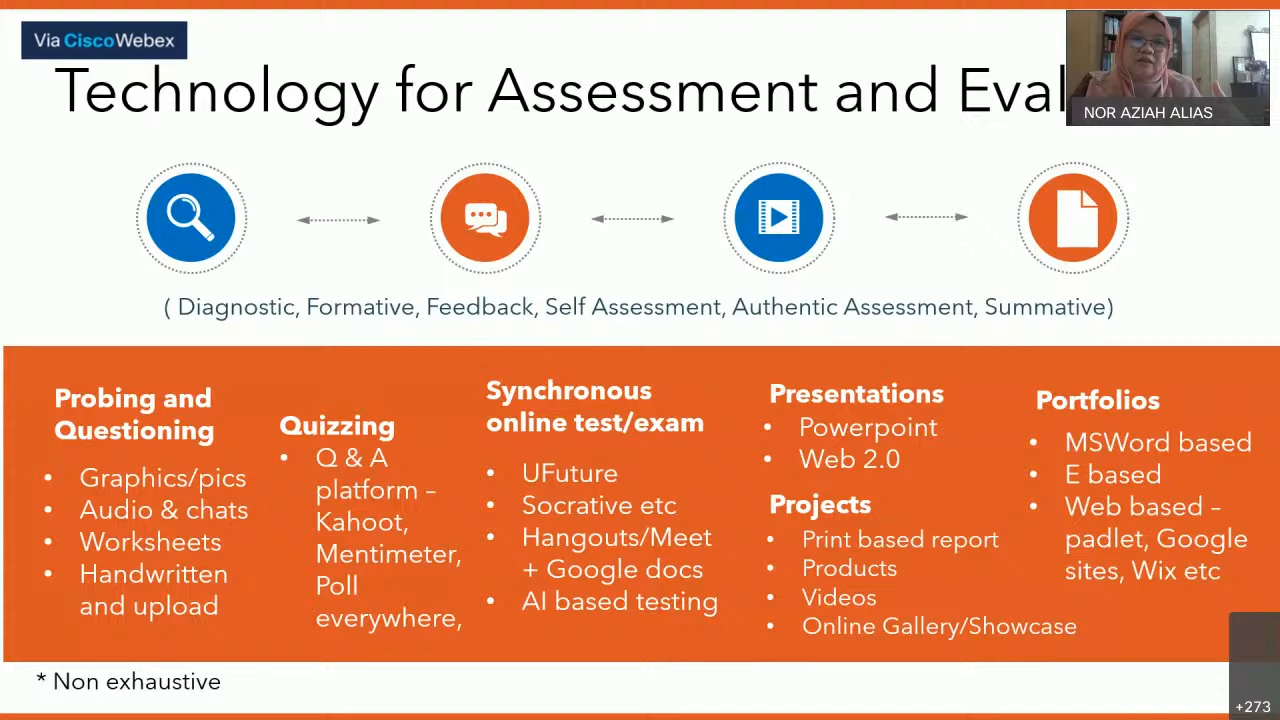 Via CiscoWebex
Technology for Assessment and Eval
NOR AZIAH ALIAS
( Diagnostic, Formative, Feedback, Self Assessment, Authentic Assessment, Summative)
Probing and
Questioning
• Graphics/pics
• Audio & chats
• Worksheets
• Handwritten
and upload
Quizzing
• Q & A
platform –
Kahoot,
Mentimeter,
Poll
everywhere,
Synchronous
online test/exam
• UFuture
• Socrative etc
• Hangouts/Meet
+ Google docs
• AI based testing
Presentations
• Powerpoint
• Web 2.0
Projects
• Print based report
• Products
• Videos
• Online Gallery/Showcase
Portfolios
• MSWord based
• E based
• Web based –
padlet, Google
sites, Wix etc
* Non exhaustive
+273